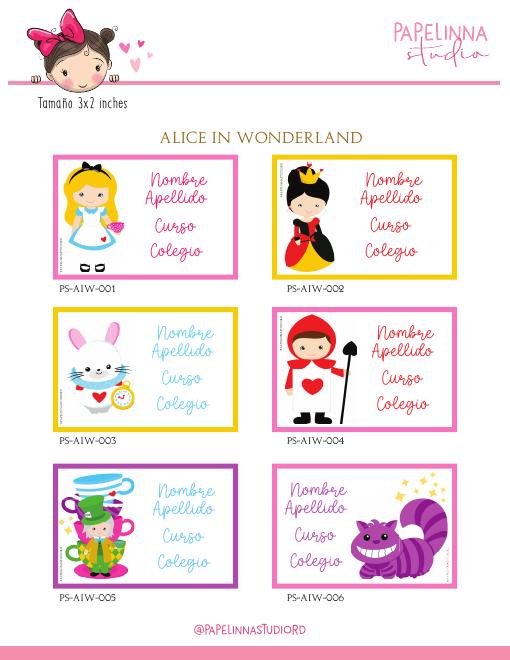 PAPELINNA
studio
Tamaño 3x2 inches
ALICE IN WONDERLAND
Nombre
Apellido
Curso
Colegio
PS-AIW-001
Nombre
Apellido
Curso
Colegio
PS-AIW-002
Nombre
Apellido
Curso
Colegio
PS-AIW-003
Nombre
Apellido
Curso
Colegio
PS-AIW-004
Nombre
Apellido
Curso
Colegio
PS-AIW-005
Nombre
Apellido
Curso
Colegio
PS-AIW-006
@PAPELINNASTUDIORD